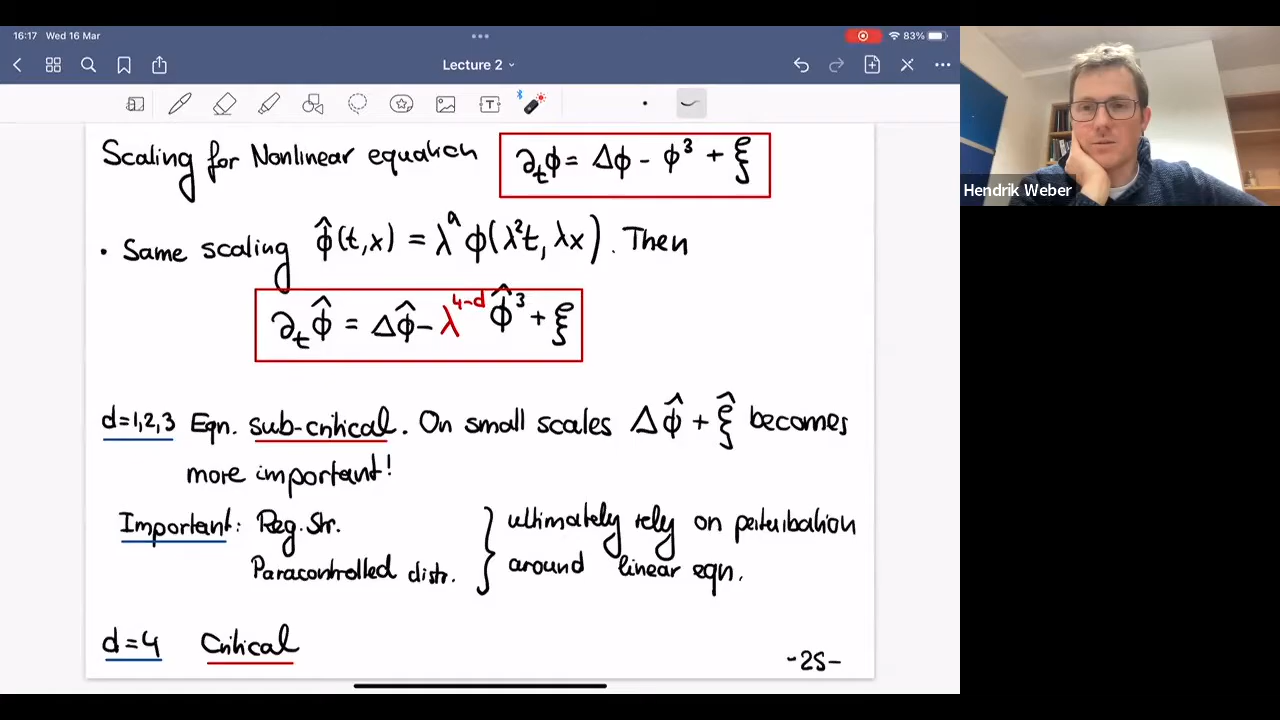 16:17 Wed 16 Mar
83%
Lecture 2
Scaling for Nonlinear equation ∂ₜϕ = Δϕ - ϕ³ + ξ
• Same scaling ϕ̂(t,x) = λᵃ ϕ(λ²t, λx). Then
∂ₜϕ̂ = Δϕ̂ - λ⁴⁻ᵈ ϕ̂³ + ξ
d=1,2,3 Eqn. sub-critical. On small scales Δϕ̂ + ξ̂ becomes
more important!
Important: Reg. Str. } ultimately rely on perturbation
Paracontrolled distr. around linear eqn.
d=4 Critical
-25-
Hendrik Weber